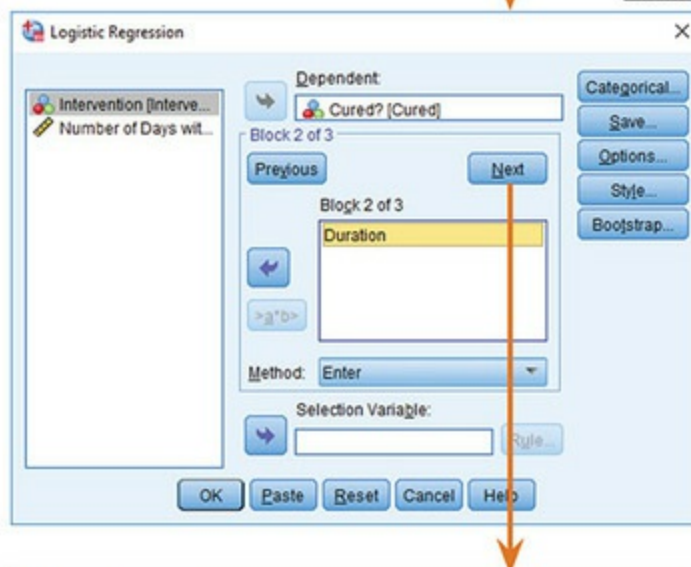 Logistic Regression
Intervention [Interve...
Number of Days wit...
Dependent:
Cured? [Cured]
Block 2 of 3
Previous
Next
Block 2 of 3
Duration
>a*b>
Method:
Enter
Selection Variable:
Rule...
Categorical...
Save...
Options...
Style...
Bootstrap...
OK
Paste
Reset
Cancel
Help